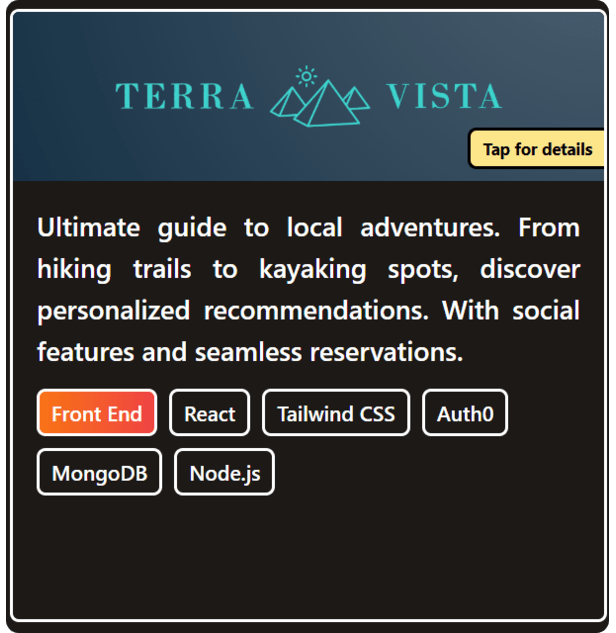 TERRA VISTA
Tap for details
Ultimate guide to local adventures. From
hiking trails to kayaking spots, discover
personalized recommendations. With social
features and seamless reservations.
Front End React Tailwind CSS Auth0
MongoDB Node.js